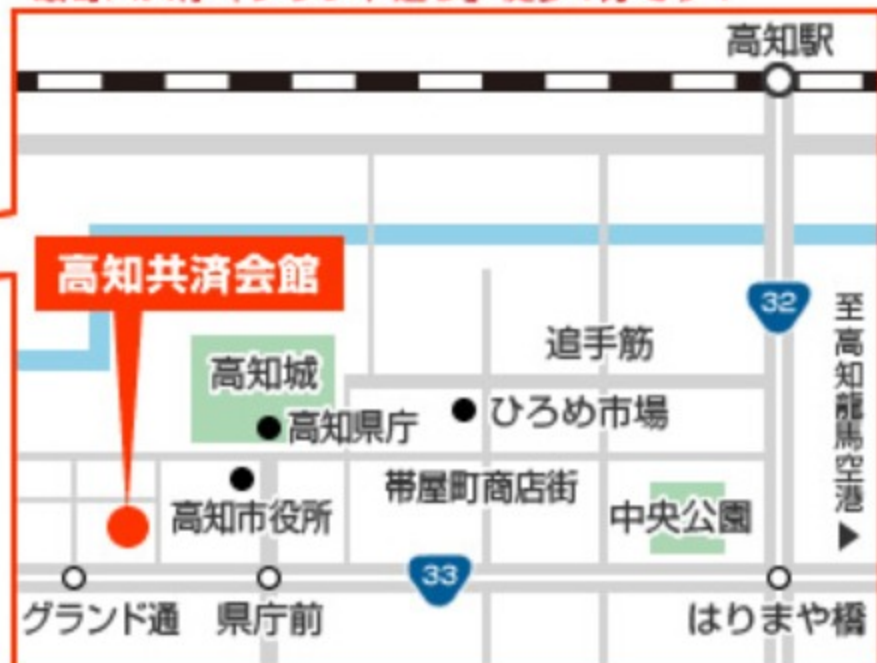 高知駅
高知共済会館
32
至高知龍馬空港
追手筋
高知城
ひろめ市場
高知県庁
帯屋町商店街
高知市役所
中央公園
33
グランド通
県庁前
はりまや橋